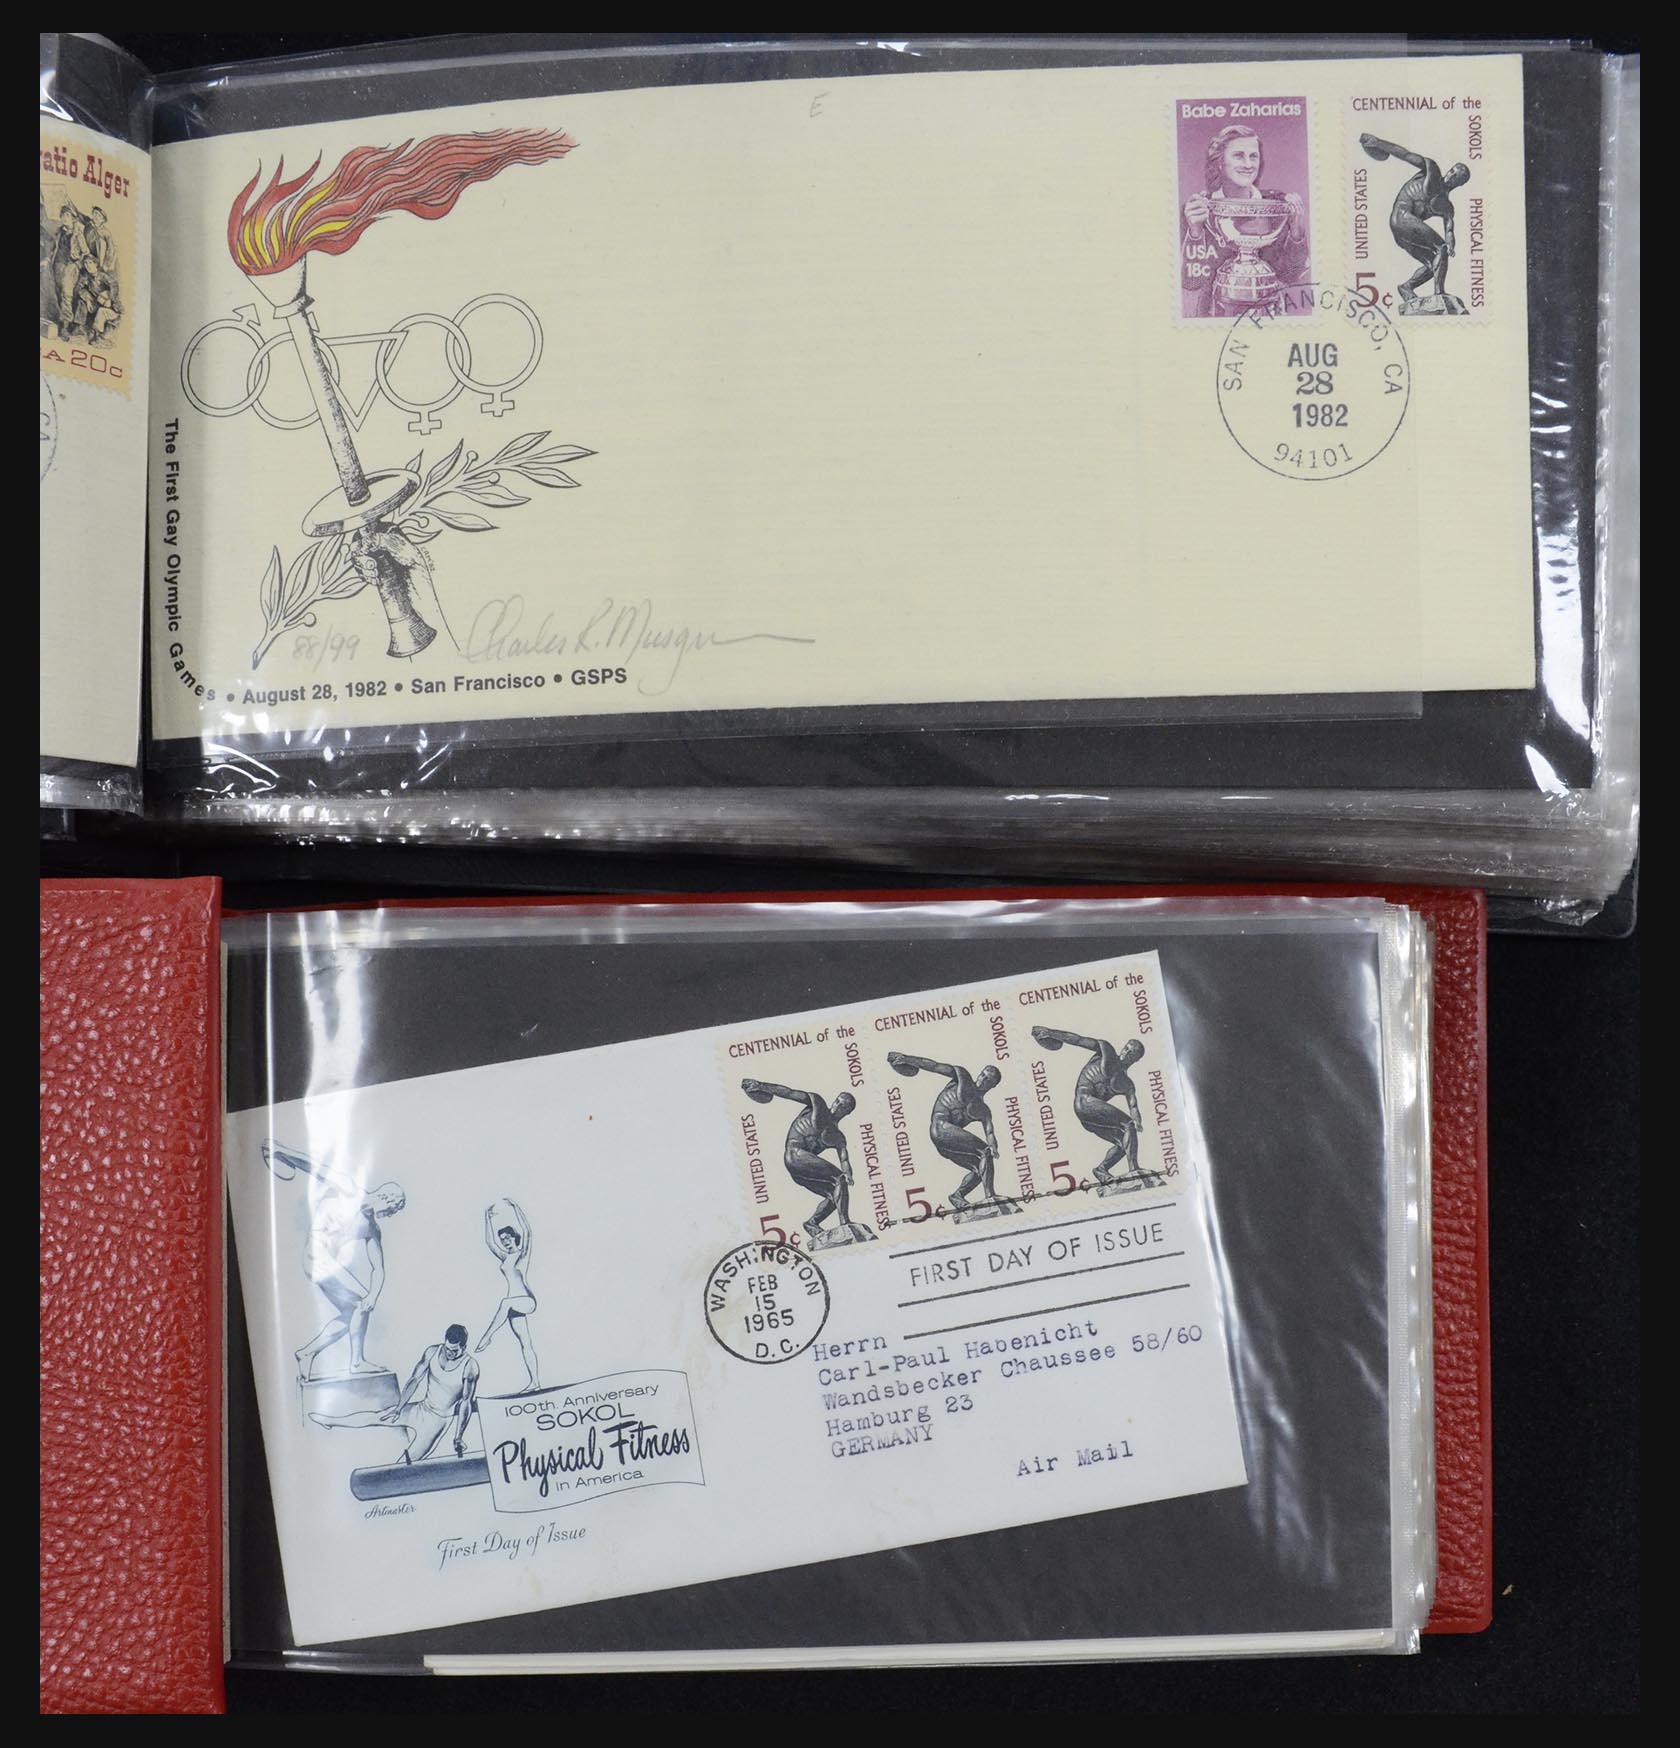 ratio Alger
A 20c
CA
E
Babe Zaharias
USA
18c
CENTENNIAL of the
SOKOLS
PHYSICAL FITNESS
UNITED STATES
5c
SAN FRANCISCO, CA
AUG
28
1982
94101
The First Gay Olympic Games • August 28, 1982 • San Francisco • GSPS
88/99
Charles R.
CENTENNIAL of the
SOKOLS
PHYSICAL FITNESS
UNITED STATES
5c
CENTENNIAL of the
SOKOLS
PHYSICAL FITNESS
UNITED STATES
5c
CENTENNIAL of the
SOKOLS
PHYSICAL FITNESS
UNITED STATES
5c
WASHINGTON
FEB
15
1965
D.C.
FIRST DAY OF ISSUE
Herrn
Carl-Paul Habenicht
Wandsbecker Chaussee 58/60
Hamburg 23
GERMANY
Air Mail
100th Anniversary
SOKOL
Physical Fitness
in America
Artmaster
First Day of Issue